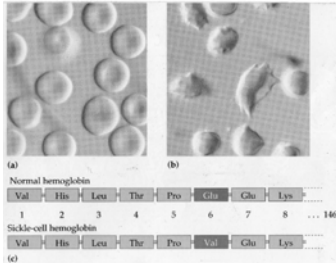 (a) (b)
Normal hemoglobin
Val His Leu Thr Pro Glu Glu Lys
1 2 3 4 5 6 7 8 ... 146
Sickle-cell hemoglobin
Val His Leu Thr Pro Val Glu Lys
(c)